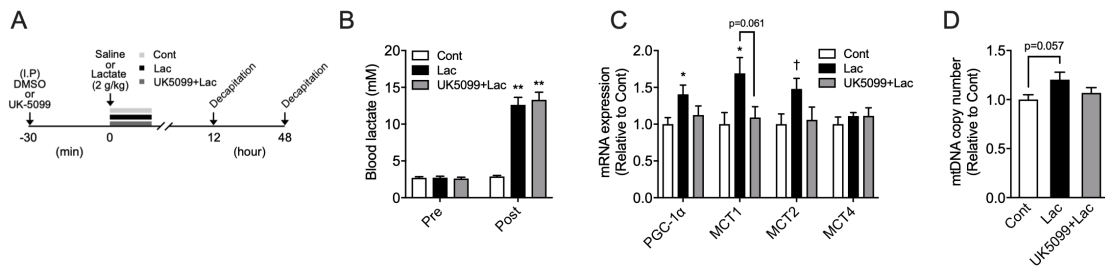 A
(I.P)
DMSO
or
UK-5099
Saline
or
Lactate
(2 g/kg)
Cont
Lac
UK5099+Lac
Decapitation
Decapitation
-30
0
12
48
(min)
(hour)
B
Blood lactate (mM)
20
15
10
5
0
Cont
Lac
UK5099+Lac
**
**
Pre
Post
C
mRNA expression
(Relative to Cont)
2.0
1.5
1.0
0.5
0.0
p=0.061
*
*
†
Cont
Lac
UK5099+Lac
PGC-1α
MCT1
MCT2
MCT4
D
mtDNA copy number
(Relative to Cont)
1.5
1.0
0.5
0.0
p=0.057
Cont
Lac
UK5099+Lac